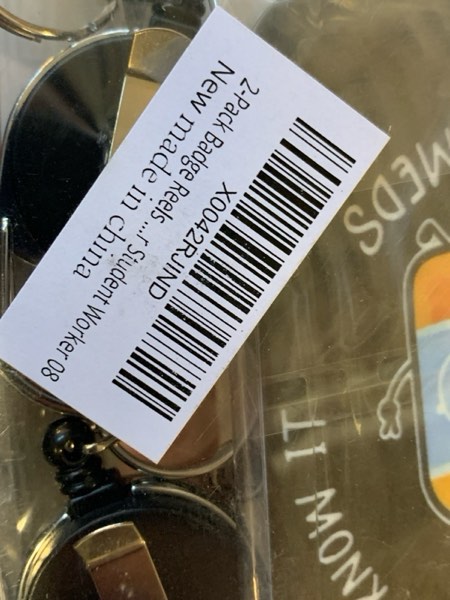 X0042RJIND
2-Pack Badge Reels ...r Student Worker 08
New made in china
MEDS
KNOW IT